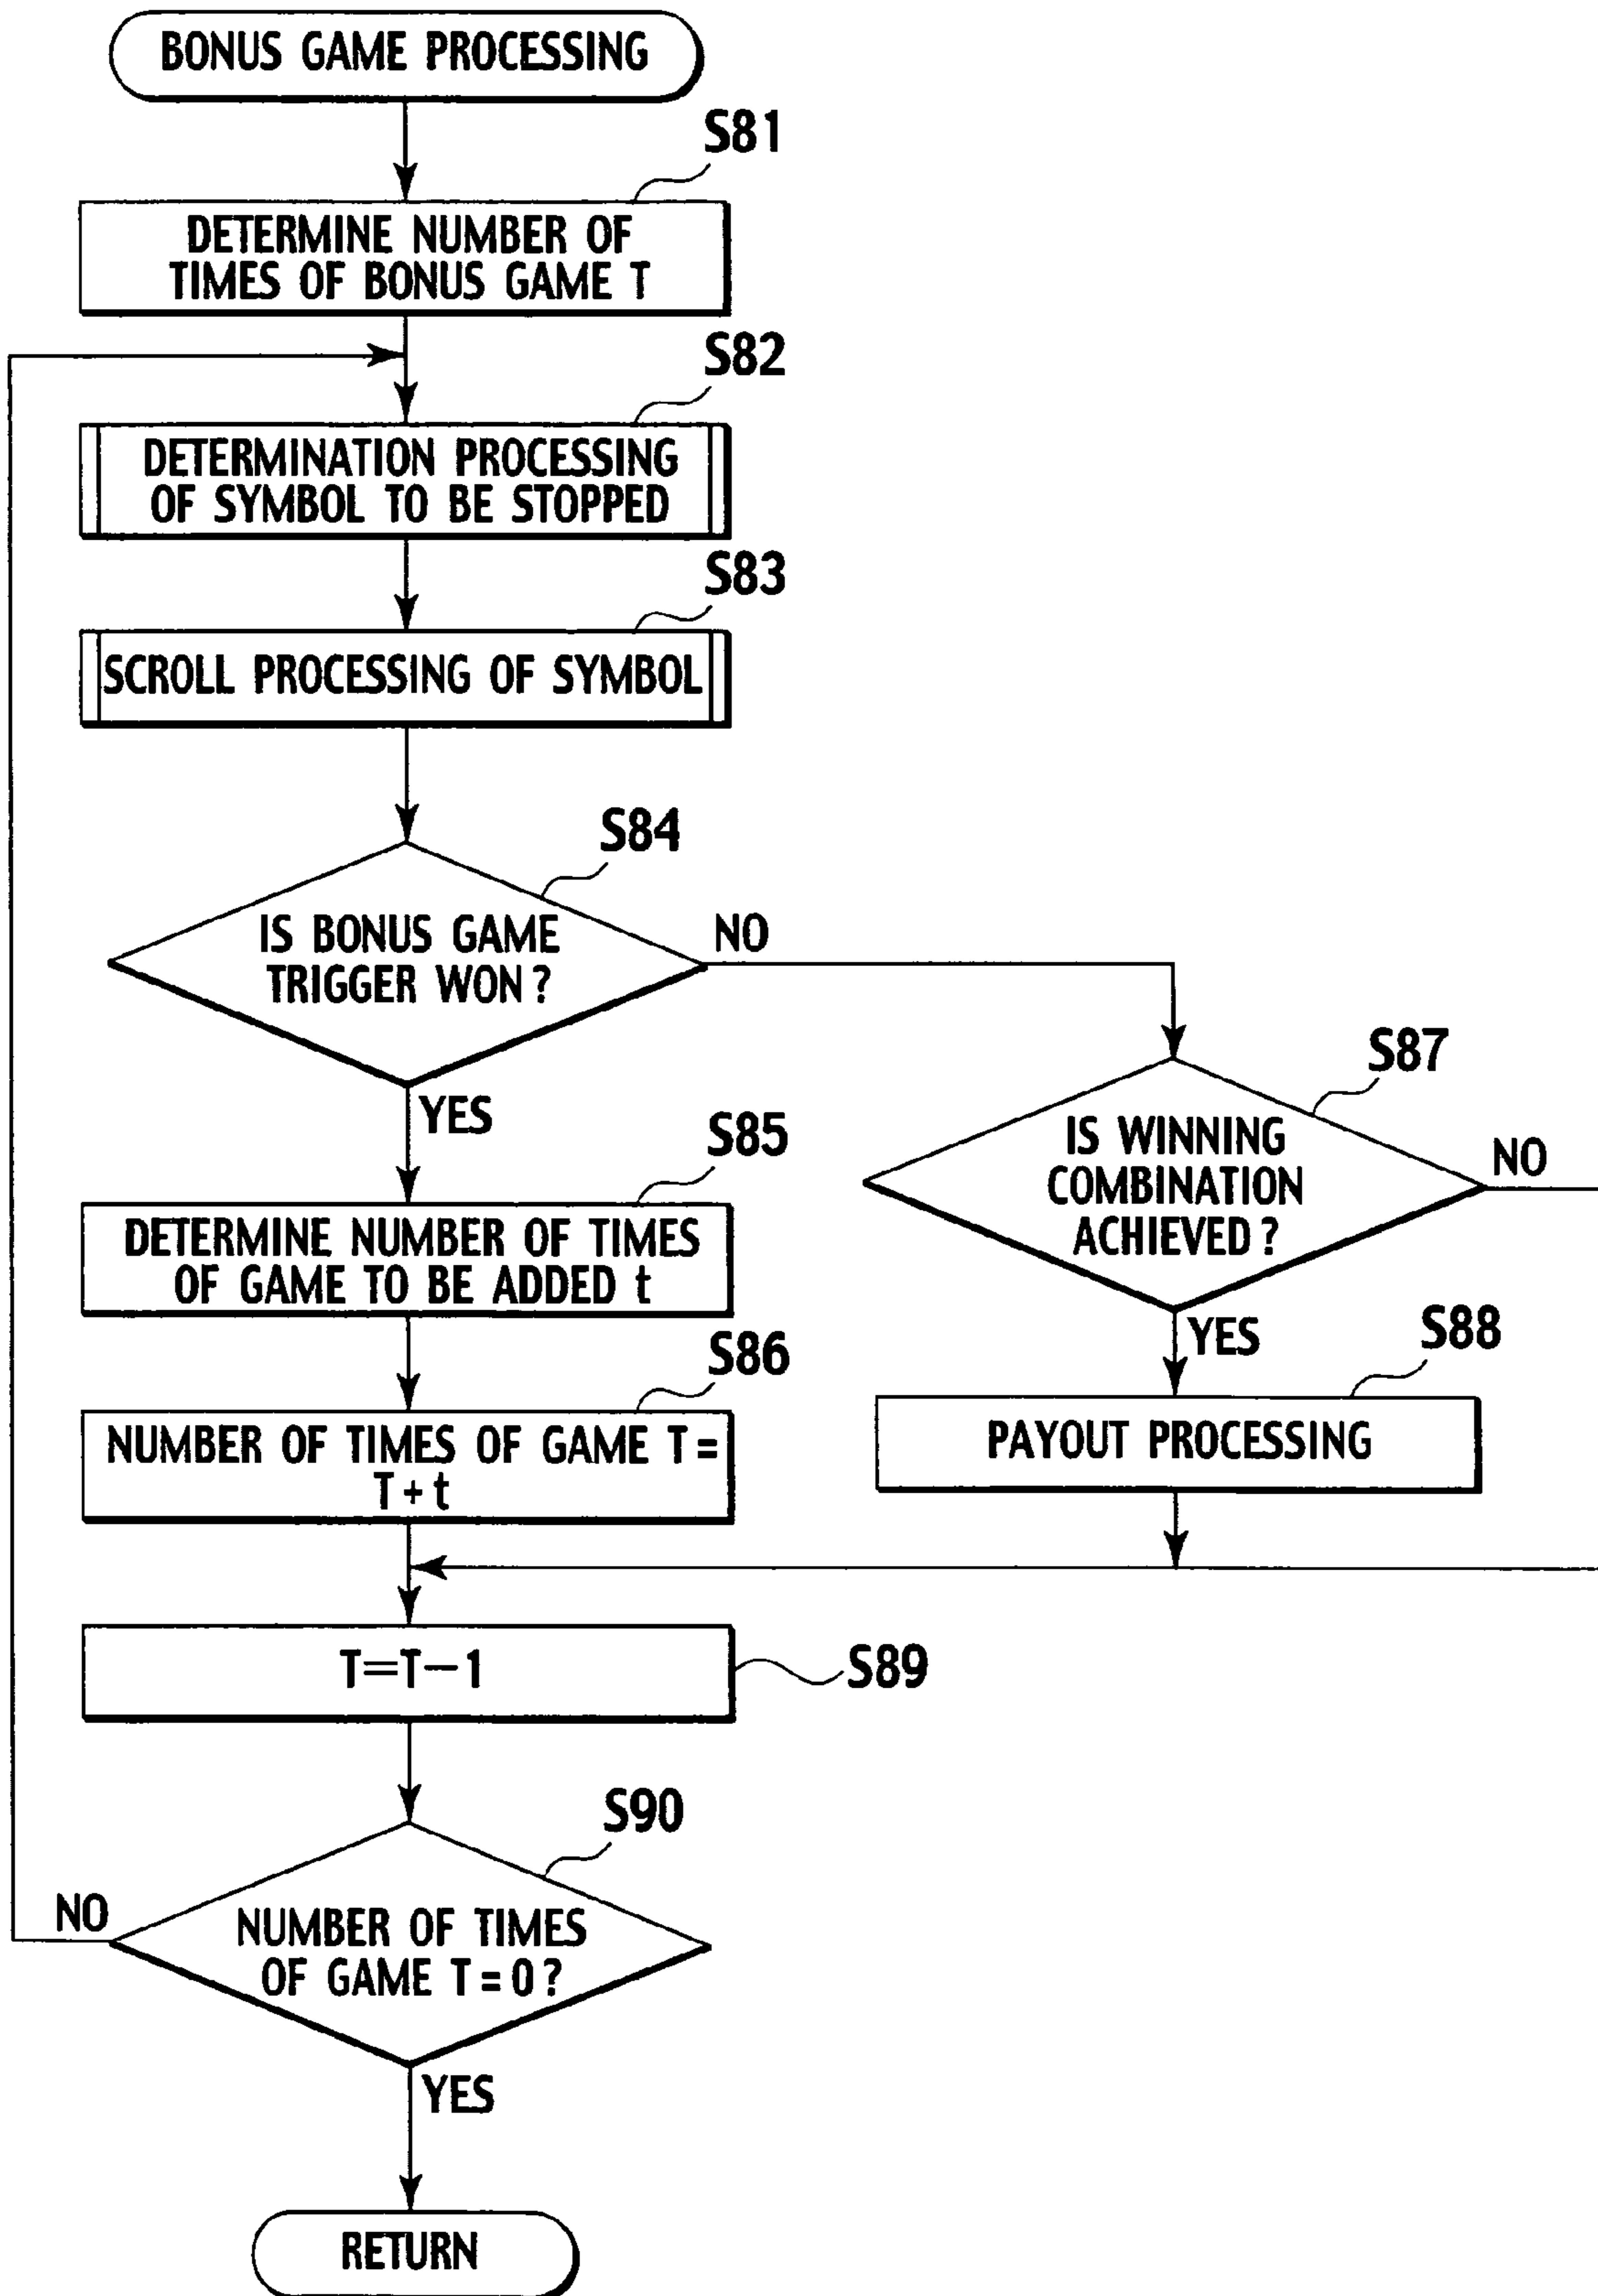 BONUS GAME PROCESSING
S81
DETERMINE NUMBER OF
TIMES OF BONUS GAME T
S82
DETERMINATION PROCESSING
OF SYMBOL TO BE STOPPED
S83
SCROLL PROCESSING OF SYMBOL
S84
IS BONUS GAME
TRIGGER WON?
NO
YES
S87
IS WINNING
COMBINATION
ACHIEVED?
NO
YES
S85
DETERMINE NUMBER OF TIMES
OF GAME TO BE ADDED t
S86
NUMBER OF TIMES OF GAME T=
T+t
S88
PAYOUT PROCESSING
T=T−1
S89
S90
NUMBER OF TIMES
OF GAME T=0?
NO
YES
RETURN